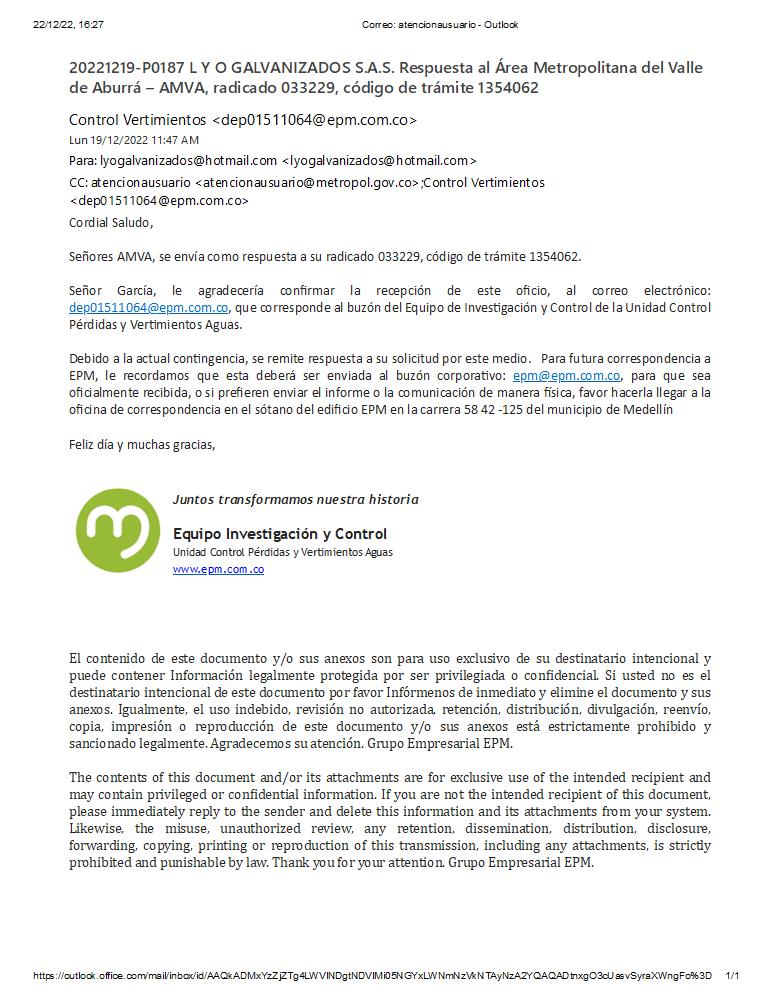 22/12/22, 16:27
Correo: atencionausuario - Outlook
20221219-P0187 L Y O GALVANIZADOS S.A.S. Respuesta al Área Metropolitana del Valle
de Aburrá – AMVA, radicado 033229, código de trámite 1354062
Control Vertimientos <dep01511064@epm.com.co>
Lun 19/12/2022 11:47 AM
Para: lyogalvanizados@hotmail.com <lyogalvanizados@hotmail.com>
CC: atencionausuario <atencionausuario@metropol.gov.co>;Control Vertimientos
<dep01511064@epm.com.co>
Cordial Saludo,
Señores AMVA, se envía como respuesta a su radicado 033229, código de trámite 1354062.
Señor García, le agradecería confirmar la recepción de este oficio, al correo electrónico:
dep01511064@epm.com.co, que corresponde al buzón del Equipo de Investigación y Control de la Unidad Control
Pérdidas y Vertimientos Aguas.
Debido a la actual contingencia, se remite respuesta a su solicitud por este medio. Para futura correspondencia a
EPM, le recordamos que esta deberá ser enviada al buzón corporativo: epm@epm.com.co, para que sea
oficialmente recibida, o si prefieren enviar el informe o la comunicación de manera física, favor hacerla llegar a la
oficina de correspondencia en el sótano del edificio EPM en la carrera 58 42 -125 del municipio de Medellín
Feliz día y muchas gracias,
Juntos transformamos nuestra historia
Equipo Investigación y Control
Unidad Control Pérdidas y Vertimientos Aguas
www.epm.com.co
El contenido de este documento y/o sus anexos son para uso exclusivo de su destinatario intencional y
puede contener Información legalmente protegida por ser privilegiada o confidencial. Si usted no es el
destinatario intencional de este documento por favor Infórmenos de inmediato y elimine el documento y sus
anexos. Igualmente, el uso indebido, revisión no autorizada, retención, distribución, divulgación, reenvío,
copia, impresión o reproducción de este documento y/o sus anexos está estrictamente prohibido y
sancionado legalmente. Agradecemos su atención. Grupo Empresarial EPM.
The contents of this document and/or its attachments are for exclusive use of the intended recipient and
may contain privileged or confidential information. If you are not the intended recipient of this document,
please immediately reply to the sender and delete this information and its attachments from your system.
Likewise, the misuse, unauthorized review, any retention, dissemination, distribution, disclosure,
forwarding, copying, printing or reproduction of this transmission, including any attachments, is strictly
prohibited and punishable by law. Thank you for your attention. Grupo Empresarial EPM.
https://outlook.office.com/mail/inbox/id/AAQkADMxYzZjZTg4LWVlNDgtNDVlMi05NGYxLWNmNzVkNTAyNzA2YQAQADtnxgO3cUasvSyraXWngFo%3D 1/1